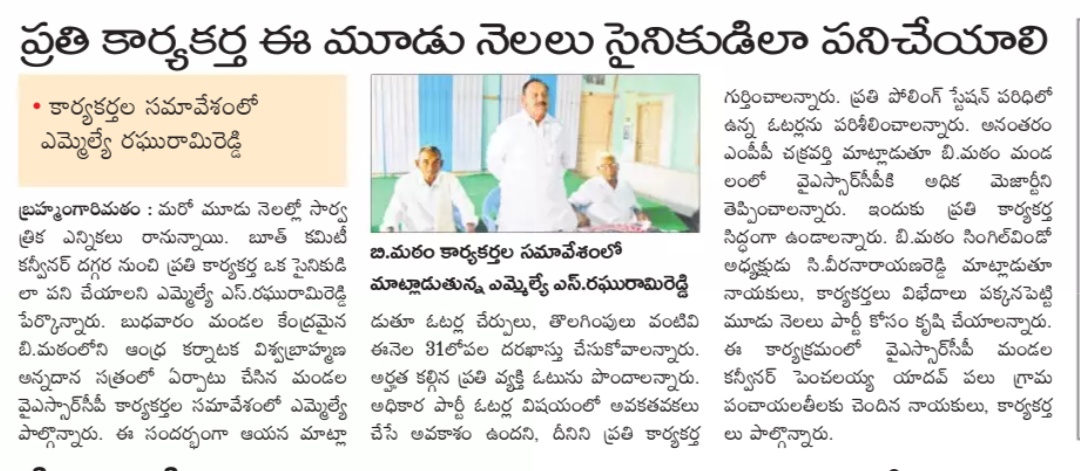 ప్రతి కార్యకర్త ఈ మూడు నెలలు సైనికుడిలా పనిచేయాలి
• కార్యకర్తల సమావేశంలో
ఎమ్మెల్యే రఘురామిరెడ్డి
బ్రహ్మంగారిమఠం : మరో మూడు నెలల్లో సార్వ
త్రిక ఎన్నికలు రానున్నాయి. బూత్ కమిటీ
కన్వీనర్ దగ్గర నుంచి ప్రతి కార్యకర్త ఒక సైనికుడి
లా పని చేయాలని ఎమ్మెల్యే ఎస్.రఘురామిరెడ్డి
పేర్కొన్నారు. బుధవారం మండల కేంద్రమైన
బి.మఠంలోని ఆంధ్ర కర్నాటక విశ్వబ్రాహ్మణ
అన్నదాన సత్రంలో ఏర్పాటు చేసిన మండల
వైఎస్సార్‌సీపీ కార్యకర్తల సమావేశంలో ఎమ్మెల్యే
పాల్గొన్నారు. ఈ సందర్భంగా ఆయన మాట్లా
బి.మఠం కార్యకర్తల సమావేశంలో
మాట్లాడుతున్న ఎమ్మెల్యే ఎస్.రఘురామిరెడ్డి
డుతూ ఓటర్ల చేర్పులు, తొలగింపులు వంటివి
ఈనెల 31లోపల దరఖాస్తు చేసుకోవాలన్నారు.
అర్హత కల్గిన ప్రతి వ్యక్తి ఓటును పొందాలన్నారు.
అధికార పార్టీ ఓటర్ల విషయంలో అవకతవకలు
చేసే అవకాశం ఉందని, దీనిని ప్రతి కార్యకర్త
గుర్తించాలన్నారు. ప్రతి పోలింగ్ స్టేషన్ పరిధిలో
ఉన్న ఓటర్లను పరిశీలించాలన్నారు. అనంతరం
ఎంపీపీ చక్రవర్తి మాట్లాడుతూ బి.మఠం మండ
లంలో వైఎస్సార్‌సీపీకి అధిక మెజార్టీని
తెప్పించాలన్నారు. ఇందుకు ప్రతి కార్యకర్త
సిద్ధంగా ఉండాలన్నారు. బి.మఠం సింగిల్‌విండో
అధ్యక్షుడు సి.వీరనారాయణరెడ్డి మాట్లాడుతూ
నాయకులు, కార్యకర్తలు విభేదాలు పక్కనపెట్టి
మూడు నెలలు పార్టీ కోసం కృషి చేయాలన్నారు.
ఈ కార్యక్రమంలో వైఎస్సార్‌సీపీ మండల
కన్వీనర్ పెంచలయ్య యాదవ్ పలు గ్రామ
పంచాయలతీలకు చెందిన నాయకులు, కార్యకర్త
లు పాల్గొన్నారు.